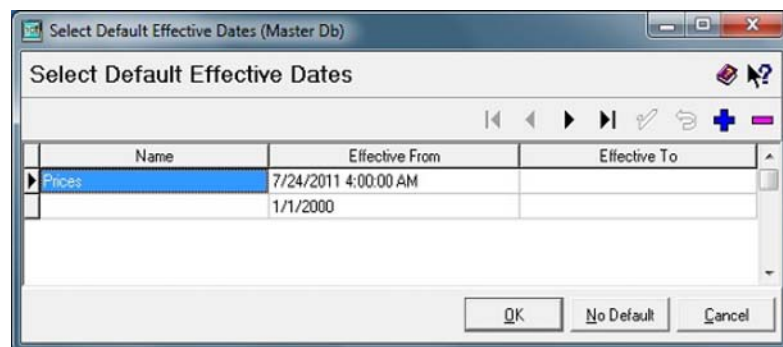 Select Default Effective Dates (Master Db)
Select Default Effective Dates
Name Effective From Effective To
Prices 7/24/2011 4:00:00 AM
1/1/2000
OK No Default Cancel